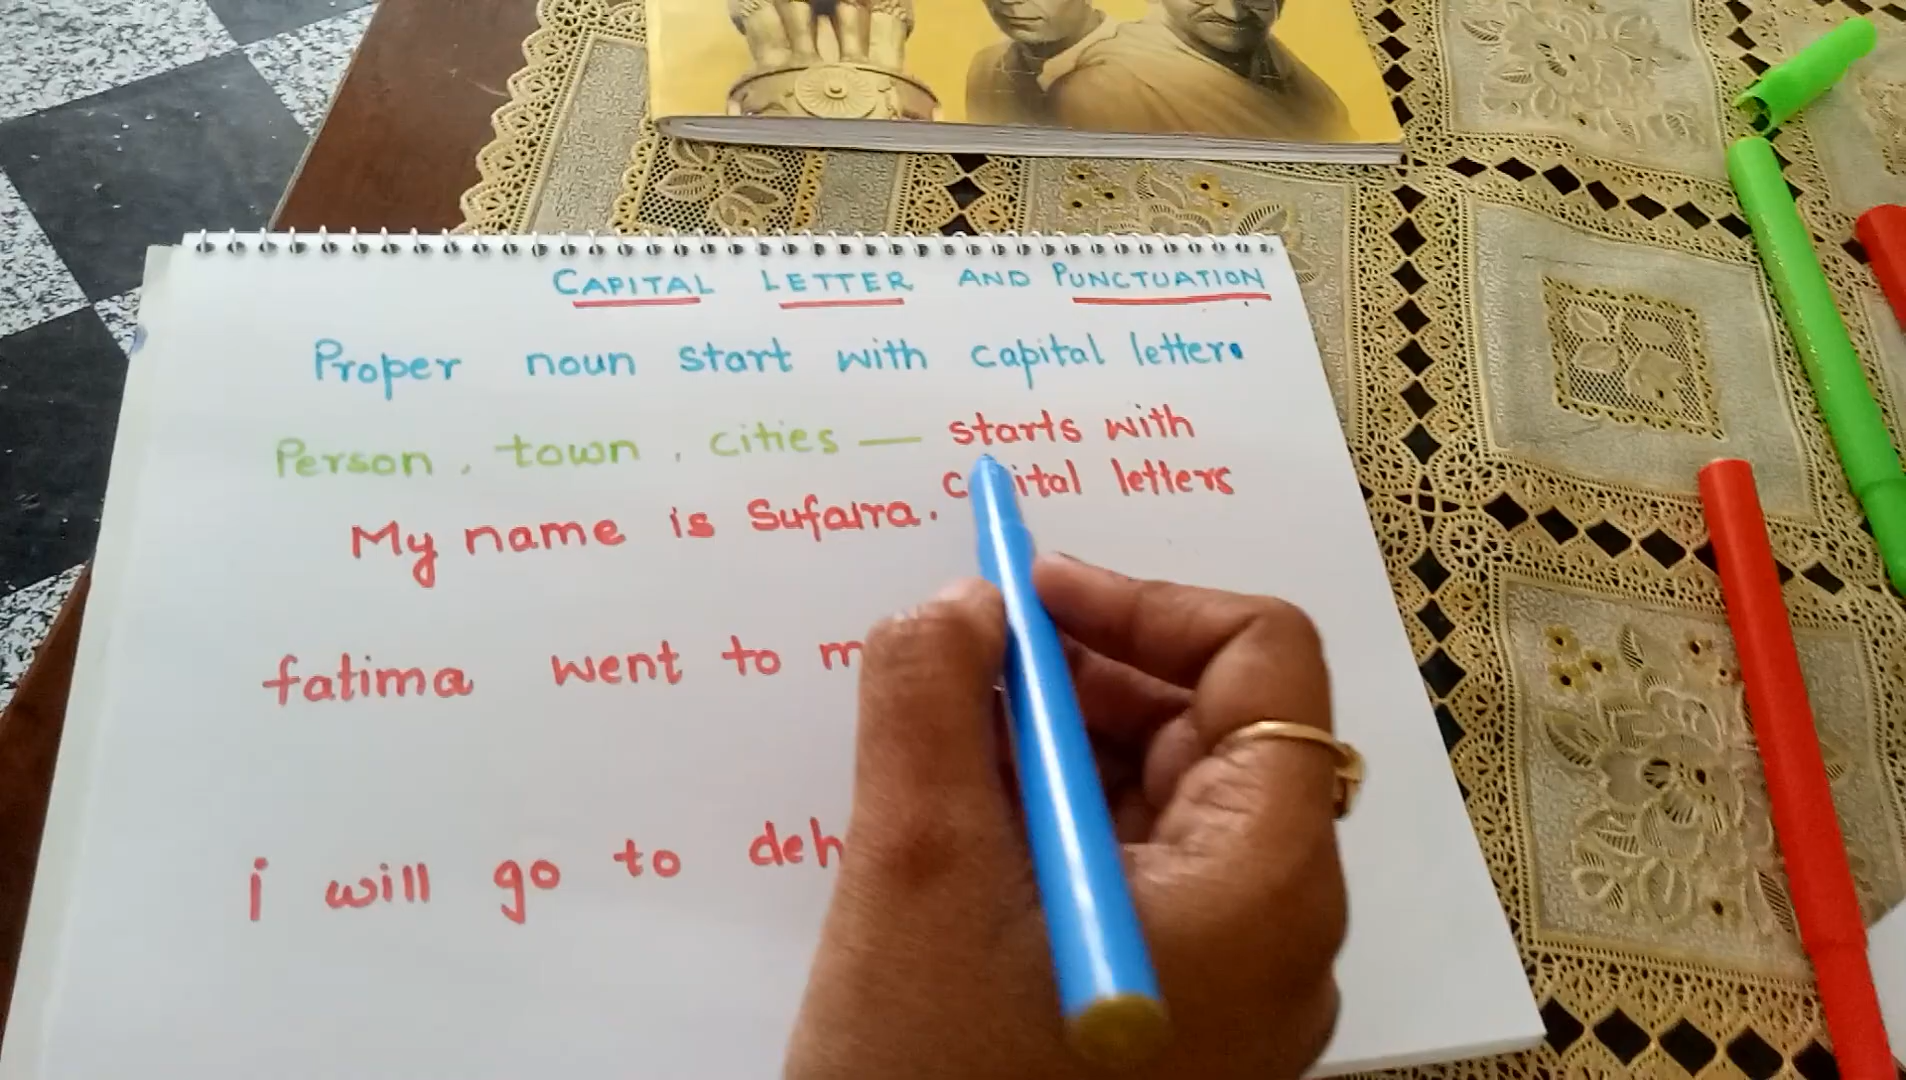 CAPITAL LETTER AND PUNCTUATION
Proper noun start with capital letter.
Person, town, cities — starts with
capital letters
My name is Sufaira.
fatima went to
i will go to